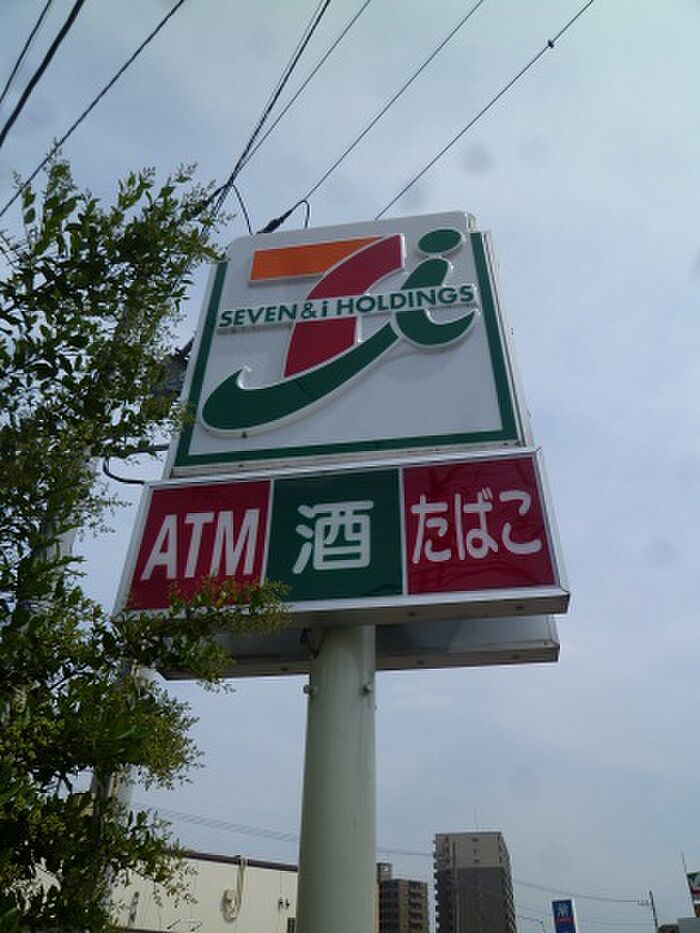 SEVEN & i HOLDINGS
ATM 酒 たばこ